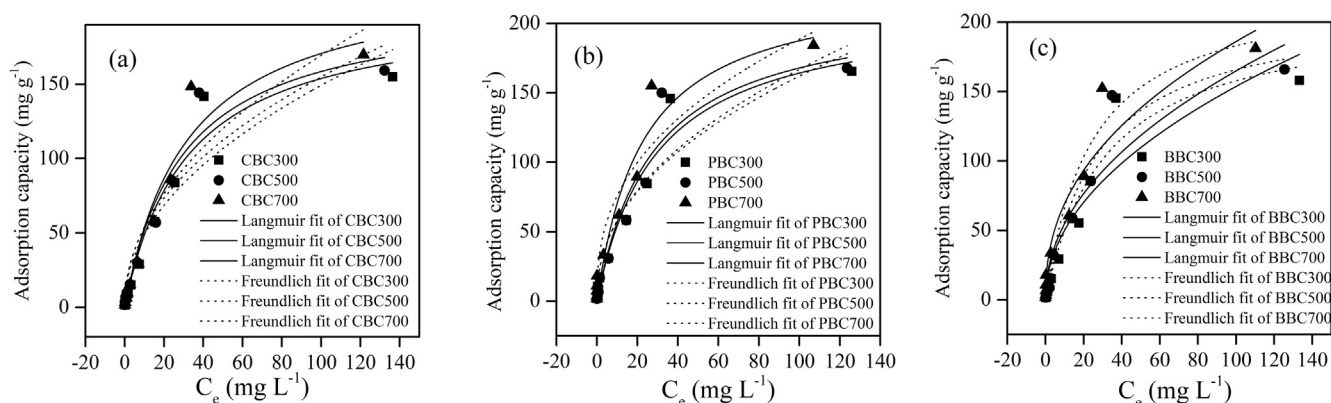 (a)
Adsorption capacity (mg g-1)
150
100
50
0
CBC300
CBC500
CBC700
Langmuir fit of CBC300
Langmuir fit of CBC500
Langmuir fit of CBC700
Freundlich fit of CBC300
Freundlich fit of CBC500
Freundlich fit of CBC700
-20 0 20 40 60 80 100 120 140
Ce (mg L-1)
(b)
Adsorption capacity (mg g-1)
200
150
100
50
0
PBC300
PBC500
PBC700
Langmuir fit of PBC300
Langmuir fit of PBC500
Langmuir fit of PBC700
Freundlich fit of PBC300
Freundlich fit of PBC500
Freundlich fit of PBC700
-20 0 20 40 60 80 100 120 140
Ce (mg L-1)
(c)
Adsorption capacity (mg g-1)
200
150
100
50
0
BBC300
BBC500
BBC700
Langmuir fit of BBC300
Langmuir fit of BBC500
Langmuir fit of BBC700
Freundlich fit of BBC300
Freundlich fit of BBC500
Freundlich fit of BBC700
-20 0 20 40 60 80 100 120 140
Ce (mg L-1)